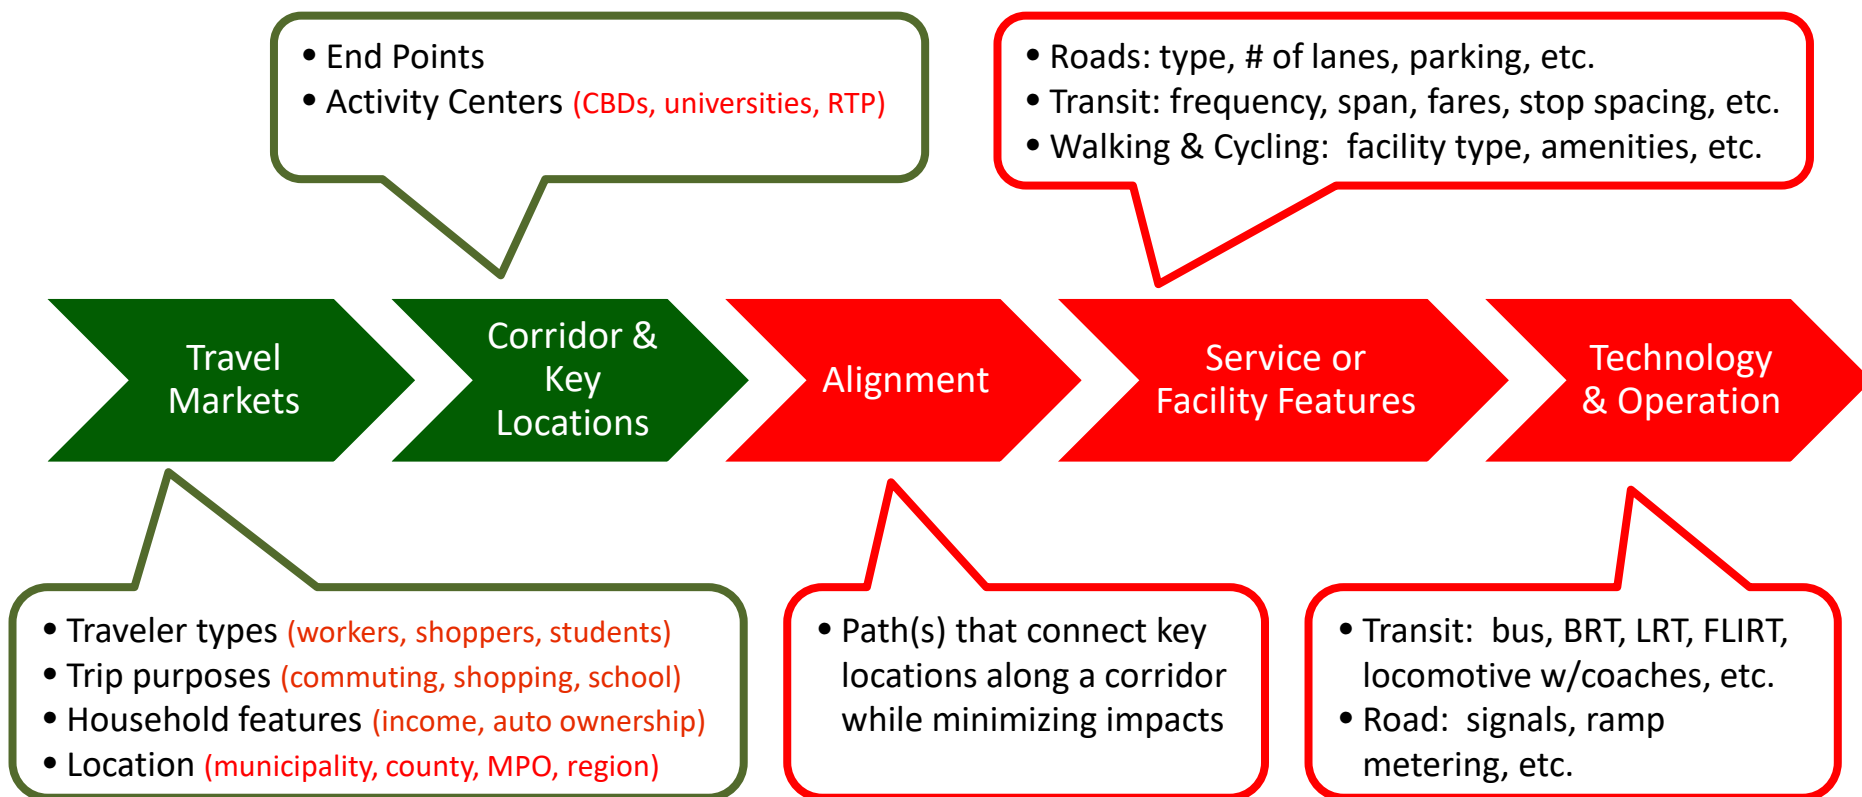 • End Points
• Activity Centers (CBDs, universities, RTP)
• Roads: type, # of lanes, parking, etc.
• Transit: frequency, span, fares, stop spacing, etc.
• Walking & Cycling:  facility type, amenities, etc.
Travel
Markets
Corridor &
Key
Locations
Alignment
Service or
Facility Features
Technology
& Operation
• Traveler types (workers, shoppers, students)
• Trip purposes (commuting, shopping, school)
• Household features (income, auto ownership)
• Location (municipality, county, MPO, region)
• Path(s) that connect key
locations along a corridor
while minimizing impacts
• Transit:  bus, BRT, LRT, FLIRT,
locomotive w/coaches, etc.
• Road:  signals, ramp
metering, etc.